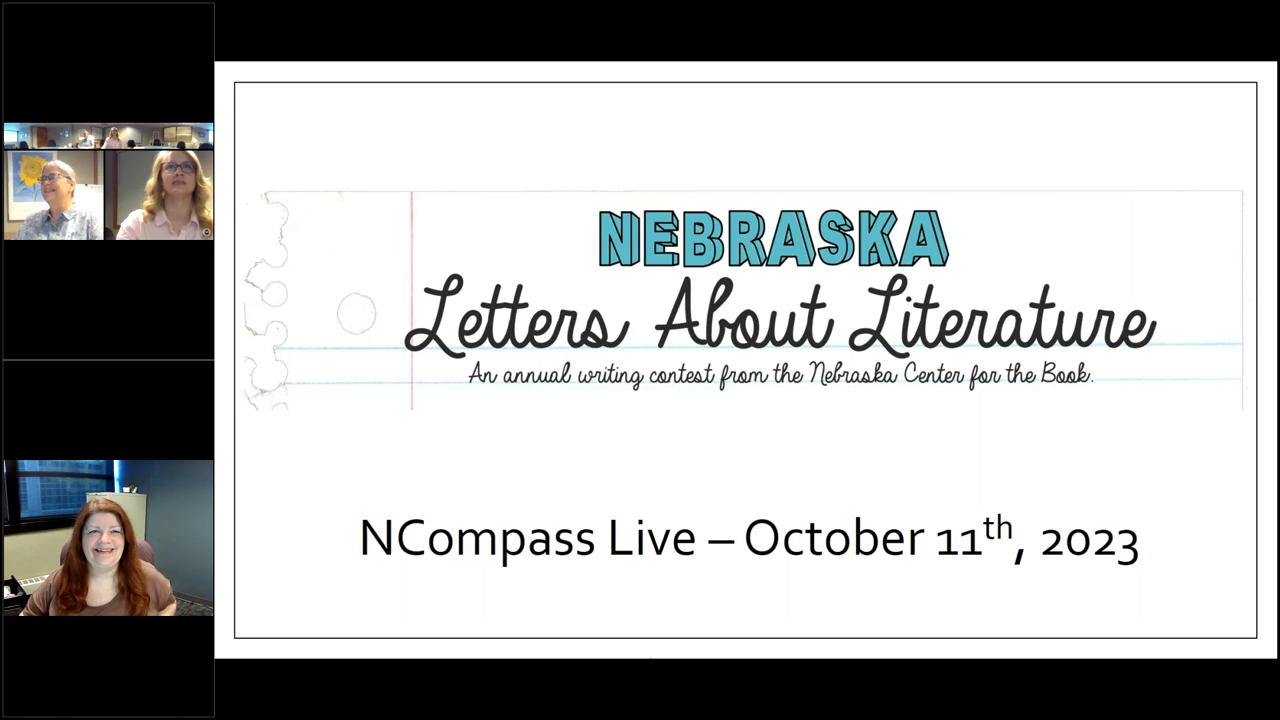 NEBRASKA
Letters About Literature
An annual writing contest from the Nebraska Center for the Book.
NCompass Live – October 11th, 2023